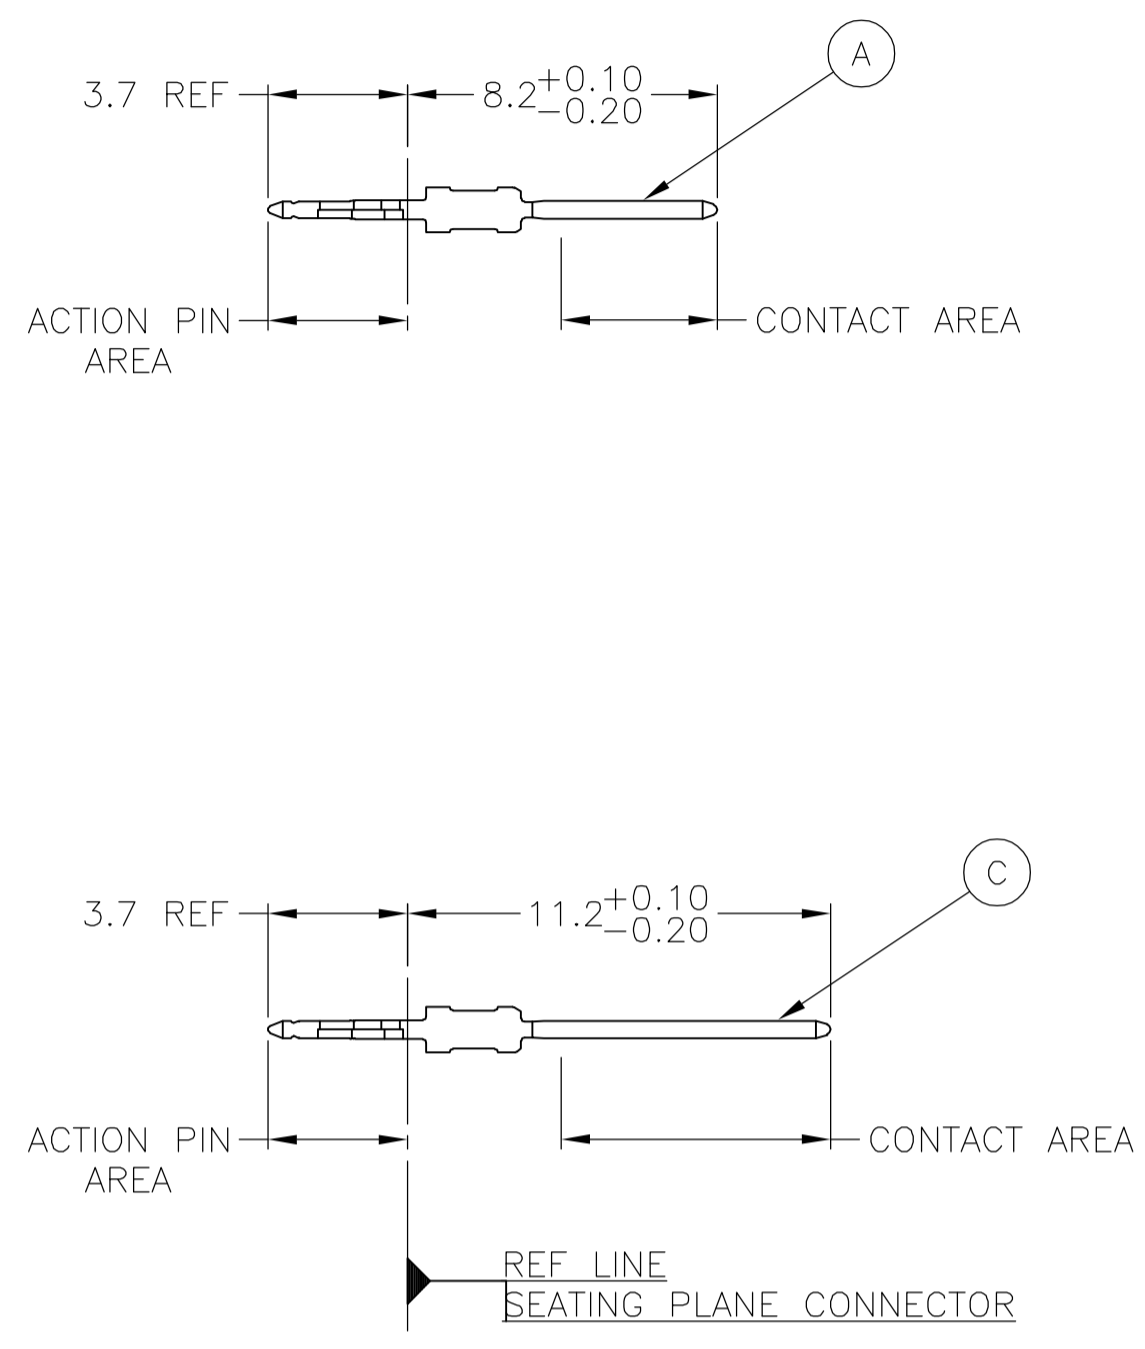 A
3.7 REF
8.2 +0.10
-0.20
ACTION PIN
AREA
CONTACT AREA
C
3.7 REF
11.2 +0.10
-0.20
ACTION PIN
AREA
CONTACT AREA
REF LINE
SEATING PLANE CONNECTOR